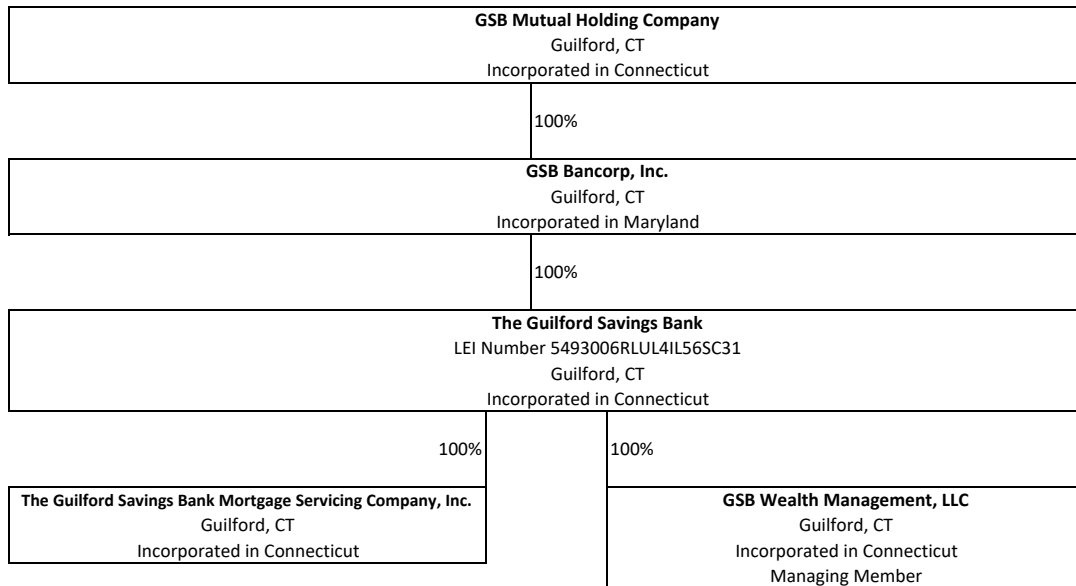 GSB Mutual Holding Company
Guilford, CT
Incorporated in Connecticut
100%
GSB Bancorp, Inc.
Guilford, CT
Incorporated in Maryland
100%
The Guilford Savings Bank
LEI Number 5493006RLUL4IL56SC31
Guilford, CT
Incorporated in Connecticut
100%
100%
The Guilford Savings Bank Mortgage Servicing Company, Inc.
Guilford, CT
Incorporated in Connecticut
GSB Wealth Management, LLC
Guilford, CT
Incorporated in Connecticut
Managing Member